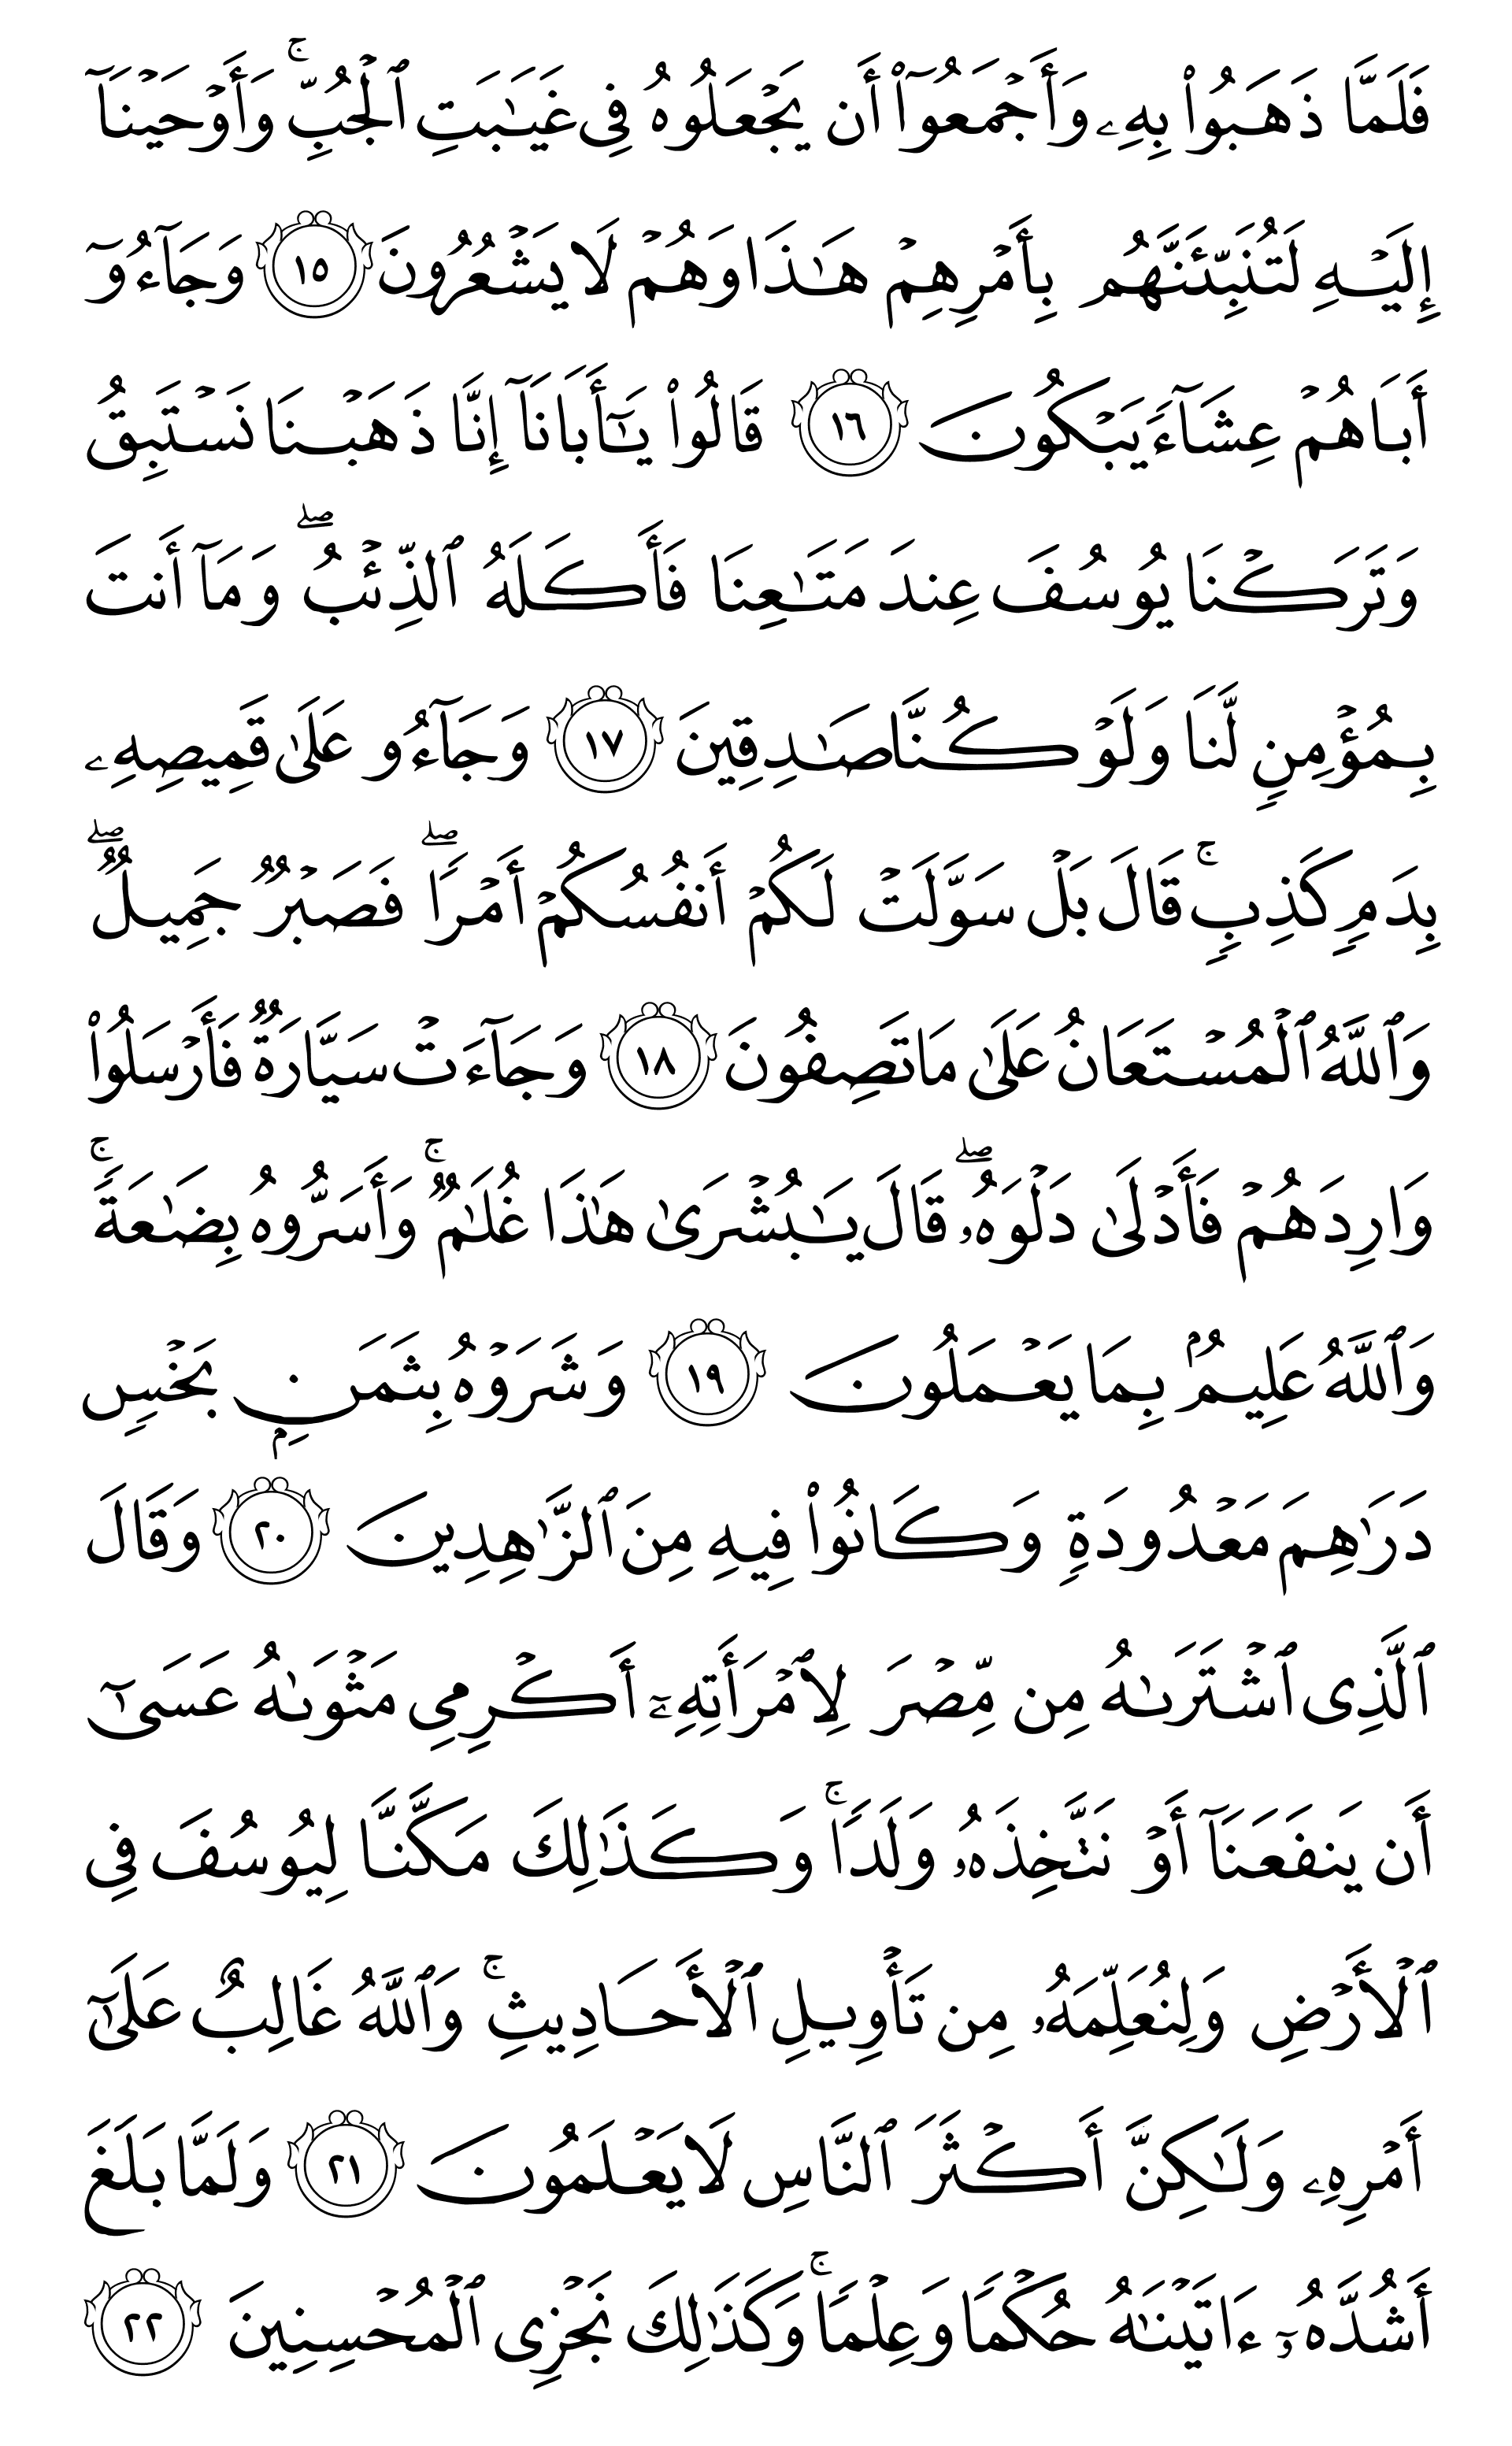 فَلَمَّا ذَهَبُوا۟ بِهِۦ وَأَجْمَعُوٓا۟ أَن يَجْعَلُوهُ فِى غَيَـٰبَتِ ٱلْجُبِّ ۚ وَأَوْحَيْنَآ
إِلَيْهِ لَتُنَبِّئَنَّهُم بِأَمْرِهِمْ هَـٰذَا وَهُمْ لَا يَشْعُرُونَ ١٥ وَجَآءُوٓ
أَبَاهُمْ عِشَآءً يَبْكُونَ ١٦ قَالُوا۟ يَـٰٓأَبَانَآ إِنَّا ذَهَبْنَا نَسْتَبِقُ
وَتَرَكْنَا يُوسُفَ عِندَ مَتَـٰعِنَا فَأَكَلَهُ ٱلذِّئْبُ ۖ وَمَآ أَنتَ
بِمُؤْمِنٍ لَّنَا وَلَوْ كُنَّا صَـٰدِقِينَ ١٧ وَجَآءُو عَلَىٰ قَمِيصِهِۦ
بِدَمٍ كَذِبٍ ۚ قَالَ بَلْ سَوَّلَتْ لَكُمْ أَنفُسُكُمْ أَمْرًا ۖ فَصَبْرٌ جَمِيلٌ ۖ
وَٱللَّهُ ٱلْمُسْتَعَانُ عَلَىٰ مَا تَصِفُونَ ١٨ وَجَآءَتْ سَيَّارَةٌ فَأَرْسَلُوا۟
وَارِدَهُمْ فَأَدْلَىٰ دَلْوَهُۥ ۖ قَالَ يَـٰبُشْرَىٰ هَـٰذَا غُلَـٰمٌ ۚ وَأَسَرُّوهُ بِضَـٰعَةً ۚ
وَٱللَّهُ عَلِيمٌۢ بِمَا يَعْمَلُونَ ١٩ وَشَرَوْهُ بِثَمَنٍۭ بَخْسٍ
دَرَٰهِمَ مَعْدُودَةٍ وَكَانُوا۟ فِيهِ مِنَ ٱلزَّٰهِدِينَ ٢٠ وَقَالَ
ٱلَّذِى ٱشْتَرَىٰهُ مِن مِّصْرَ لِٱمْرَأَتِهِۦٓ أَكْرِمِى مَثْوَىٰهُ عَسَىٰٓ
أَن يَنفَعَنَآ أَوْ نَتَّخِذَهُۥ وَلَدًا ۚ وَكَذَٰلِكَ مَكَّنَّا لِيُوسُفَ فِى
ٱلْأَرْضِ وَلِنُعَلِّمَهُۥ مِن تَأْوِيلِ ٱلْأَحَادِيثِ ۚ وَٱللَّهُ غَالِبٌ عَلَىٰٓ
أَمْرِهِۦ وَلَـٰكِنَّ أَكْثَرَ ٱلنَّاسِ لَا يَعْلَمُونَ ٢١ وَلَمَّا بَلَغَ
أَشُدَّهُۥٓ ءَاتَيْنَـٰهُ حُكْمًا وَعِلْمًا ۚ وَكَذَٰلِكَ نَجْزِى ٱلْمُحْسِنِينَ ٢٢